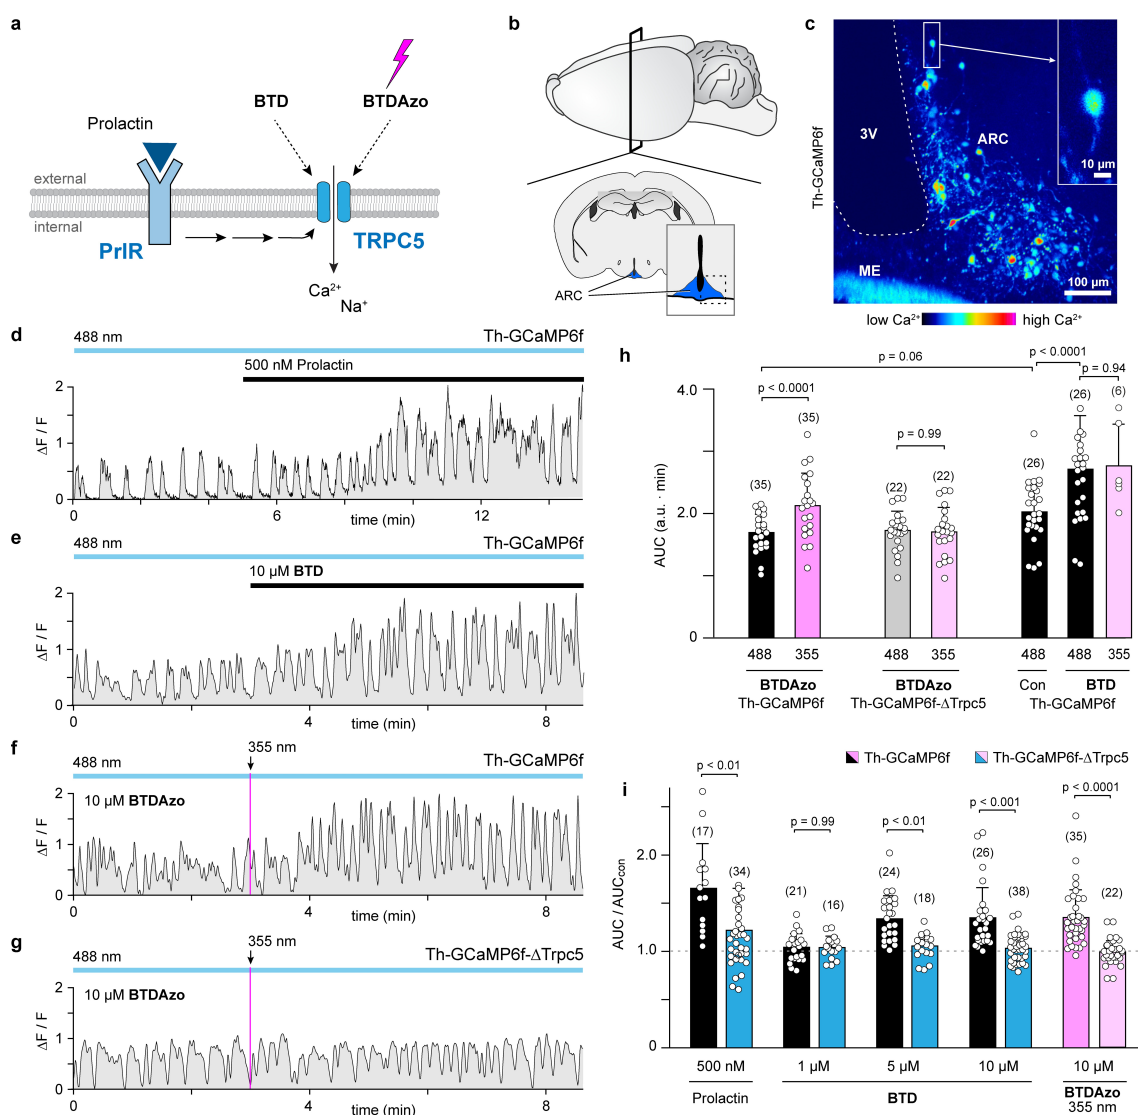 a
BTD
BTDAzo
Prolactin
external
internal
PrlR
TRPC5
Ca²⁺
Na⁺
b
ARC
c
Th-GCaMP6f
3V
ARC
10 µm
ME
100 µm
low Ca²⁺
high Ca²⁺
d
488 nm
Th-GCaMP6f
500 nM Prolactin
ΔF / F
2
1
0
0
6
12
time (min)
e
488 nm
Th-GCaMP6f
10 µM BTD
ΔF / F
2
1
0
0
4
8
time (min)
f
355 nm
488 nm
Th-GCaMP6f
10 µM BTDAzo
ΔF / F
2
1
0
0
4
8
time (min)
g
355 nm
488 nm
Th-GCaMP6f-ΔTrpc5
10 µM BTDAzo
ΔF / F
2
1
0
0
4
8
time (min)
h
p = 0.06
p < 0.0001
p = 0.94
p < 0.0001
p = 0.99
(35)
(35)
(22)
(22)
(26)
(26)
(6)
AUC (a.u. · min)
4.0
2.0
0
488
355
488
355
488
488
355
BTDAzo
BTDAzo
Con
BTD
Th-GCaMP6f
Th-GCaMP6f-ΔTrpc5
Th-GCaMP6f
i
Th-GCaMP6f
Th-GCaMP6f-ΔTrpc5
p < 0.01
p = 0.99
p < 0.01
p < 0.001
p < 0.0001
(17)
(34)
(21)
(16)
(24)
(18)
(26)
(38)
(35)
(22)
AUC / AUCcon
2.0
1.0
0
500 nM
1 µM
5 µM
10 µM
10 µM
Prolactin
BTD
BTDAzo
355 nm